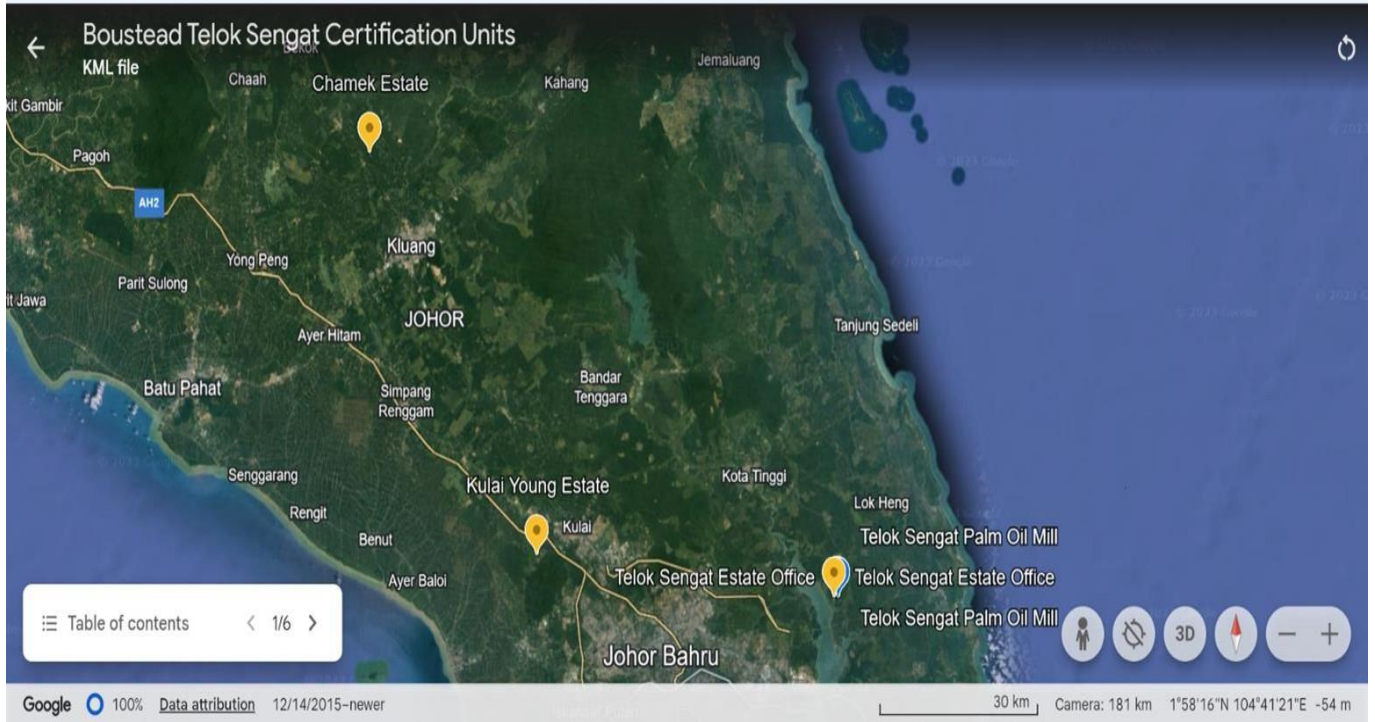 Boustead Telok Sengat Certification Units
KML file
Chaah
Chamek Estate
Kahang
Jemaluang
kit Gambir
Pagoh
AH2
Kluang
Yong Peng
Parit Sulong
it Jawa
JOHOR
Ayer Hitam
Tanjung Sedeli
Batu Pahat
Simpang
Renggam
Bandar
Tenggara
Senggarang
Kulai Young Estate
Kota Tinggi
Rengit
Lok Heng
Kulai
Benut
Telok Sengat Palm Oil Mill
Ayer Baloi
Telok Sengat Estate Office
Telok Sengat Estate Office
Telok Sengat Palm Oil Mill
Table of contents
1/6
3D
Johor Bahru
Google
100%
Data attribution
12/14/2015–newer
30 km
Camera: 181 km
1°58'16"N 104°41'21"E
-54 m